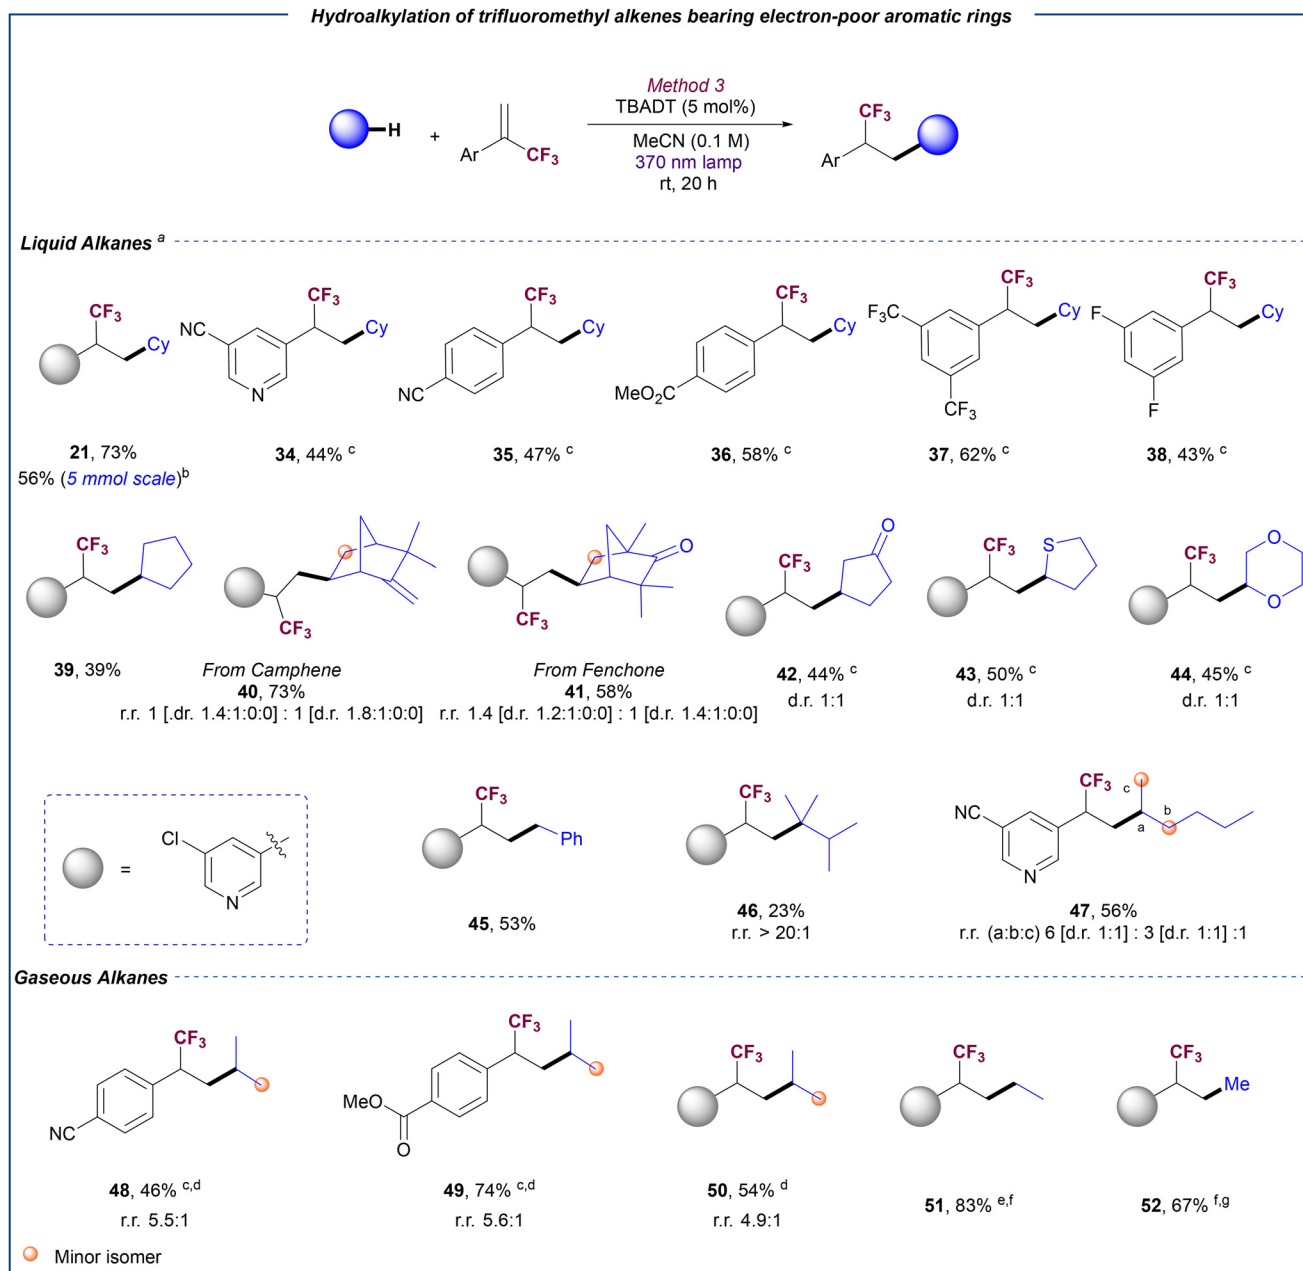 Hydroalkylation of trifluoromethyl alkenes bearing electron-poor aromatic rings
H
+
Ar
CF3
Method 3
TBADT (5 mol%)
MeCN (0.1 M)
370 nm lamp
rt, 20 h
CF3
Ar
Liquid Alkanes a
CF3
Cy
21, 73%
56% (5 mmol scale)b
CF3
NC
Cy
N
34, 44% c
CF3
Cy
NC
35, 47% c
CF3
Cy
MeO2C
36, 58% c
CF3
F3C
Cy
CF3
37, 62% c
CF3
F
Cy
F
38, 43% c
CF3
39, 39%
CF3
From Camphene
40, 73%
r.r. 1 [.dr. 1.4:1:0:0] : 1 [d.r. 1.8:1:0:0]
O
CF3
From Fenchone
41, 58%
r.r. 1.4 [d.r. 1.2:1:0:0] : 1 [d.r. 1.4:1:0:0]
O
CF3
42, 44% c
d.r. 1:1
CF3
S
43, 50% c
d.r. 1:1
CF3
O
O
44, 45% c
d.r. 1:1
=
Cl
N
CF3
Ph
45, 53%
CF3
46, 23%
r.r. > 20:1
CF3
c
b
a
NC
N
47, 56%
r.r. (a:b:c) 6 [d.r. 1:1] : 3 [d.r. 1:1] :1
Gaseous Alkanes
CF3
NC
48, 46% c,d
r.r. 5.5:1
CF3
MeO
O
49, 74% c,d
r.r. 5.6:1
CF3
50, 54% d
r.r. 4.9:1
CF3
51, 83% e,f
CF3
Me
52, 67% f,g
Minor isomer